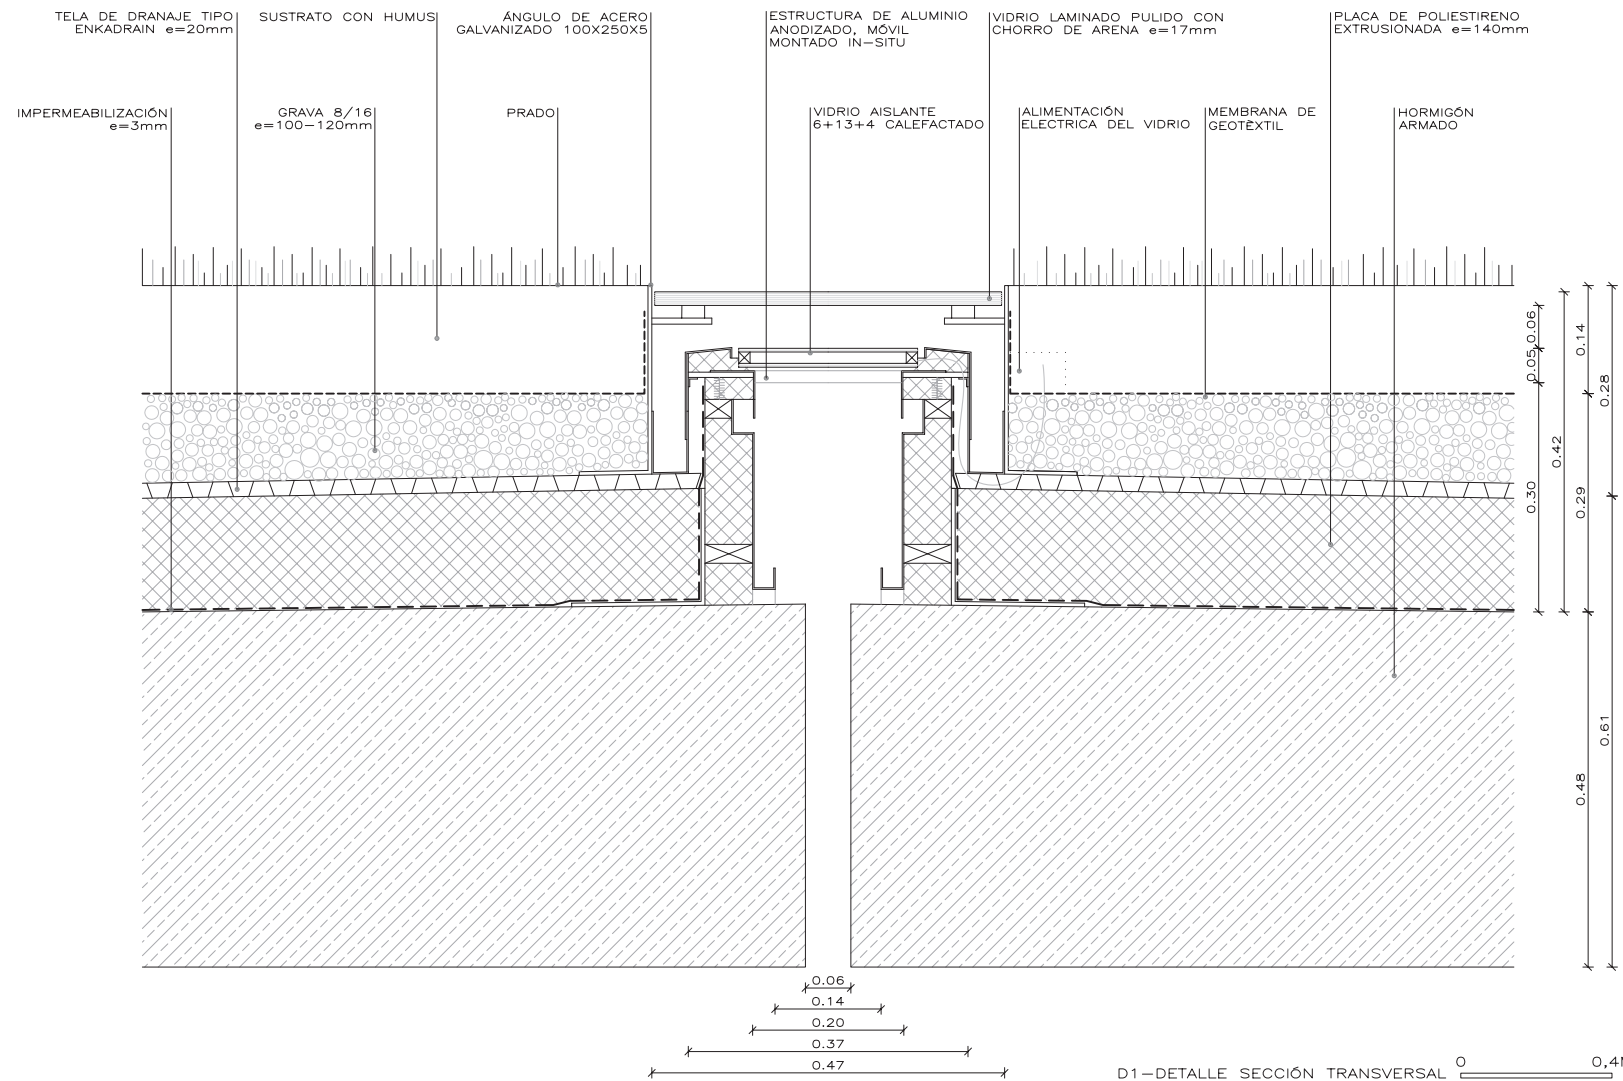 TELA DE DRANAJE TIPO
ENKADRAIN e=20mm
SUSTRATO CON HUMUS
ÁNGULO DE ACERO
GALVANIZADO 100X250X5
ESTRUCTURA DE ALUMINIO
ANODIZADO, MÓVIL
MONTADO IN-SITU
VIDRIO LAMINADO PULIDO CON
CHORRO DE ARENA e=17mm
PLACA DE POLIESTIRENO
EXTRUSIONADA e=140mm
IMPERMEABILIZACIÓN
e=3mm
GRAVA 8/16
e=100-120mm
PRADO
VIDRIO AISLANTE
6+13+4 CALEFACTADO
ALIMENTACIÓN
ELECTRICA DEL VIDRIO
MEMBRANA DE
GEOTÈXTIL
HORMIGÓN
ARMADO
0.06
0.05
0.30
0.42
0.14
0.29
0.48
0.28
0.61
0.06
0.14
0.20
0.37
0.47
D1-DETALLE SECCIÓN TRANSVERSAL
0
0,4